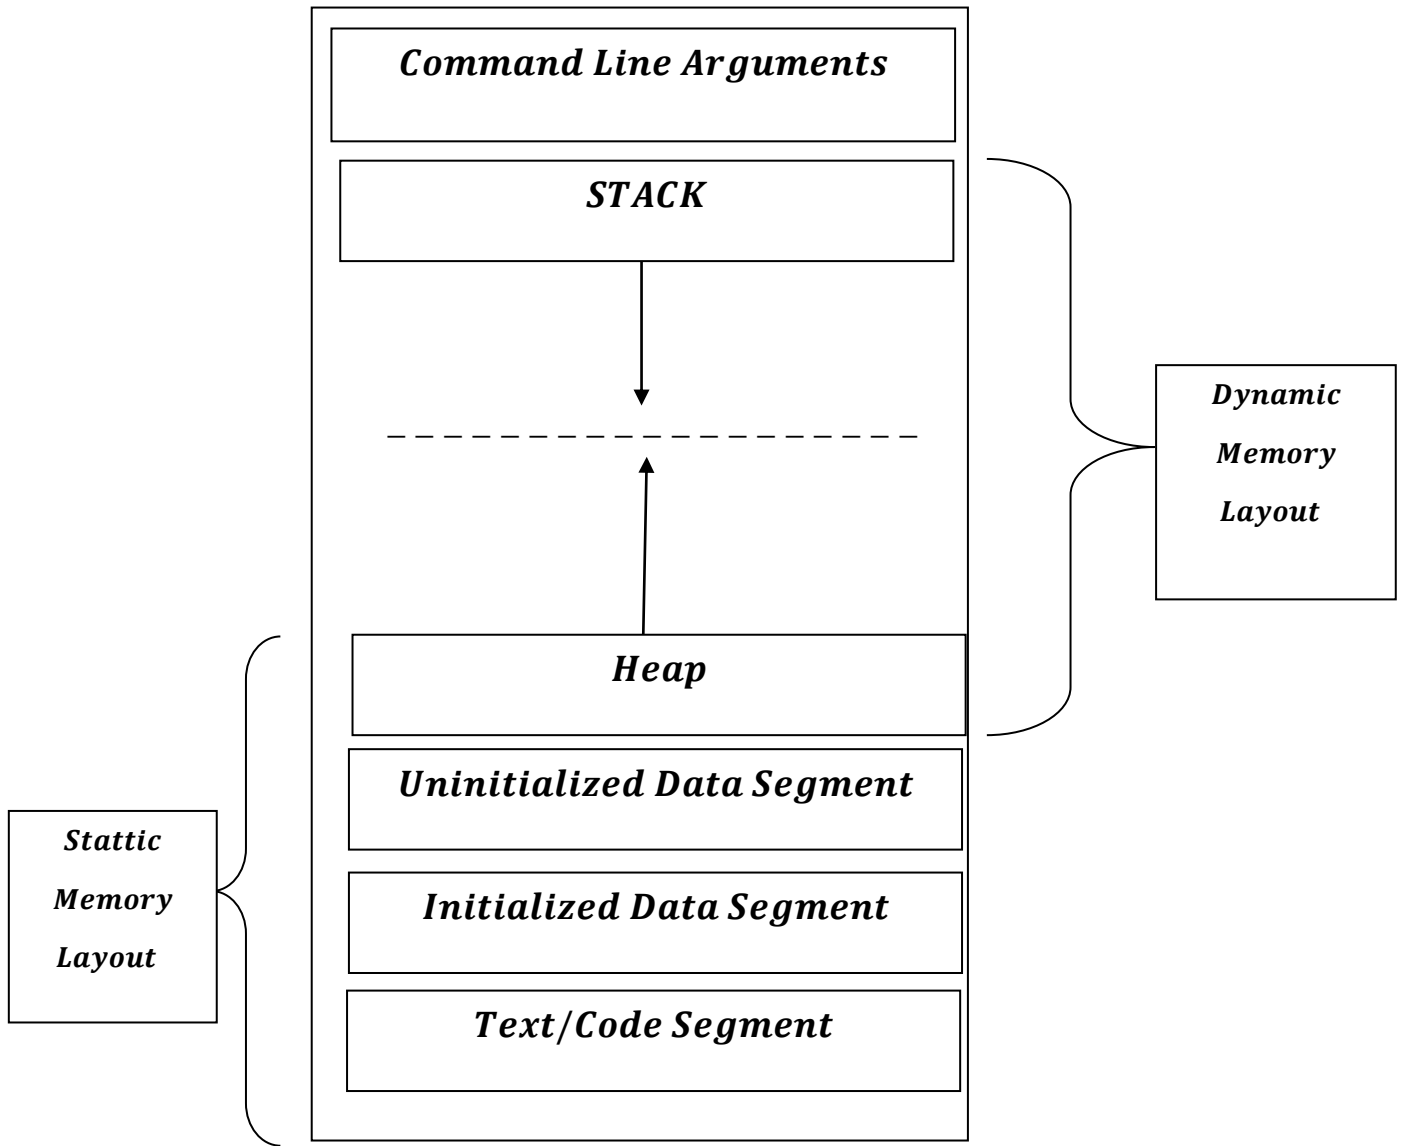 Command Line Arguments
STACK
Dynamic
Memory
Layout
Heap
Uninitialized Data Segment
Stattic
Memory
Layout
Initialized Data Segment
Text/Code Segment